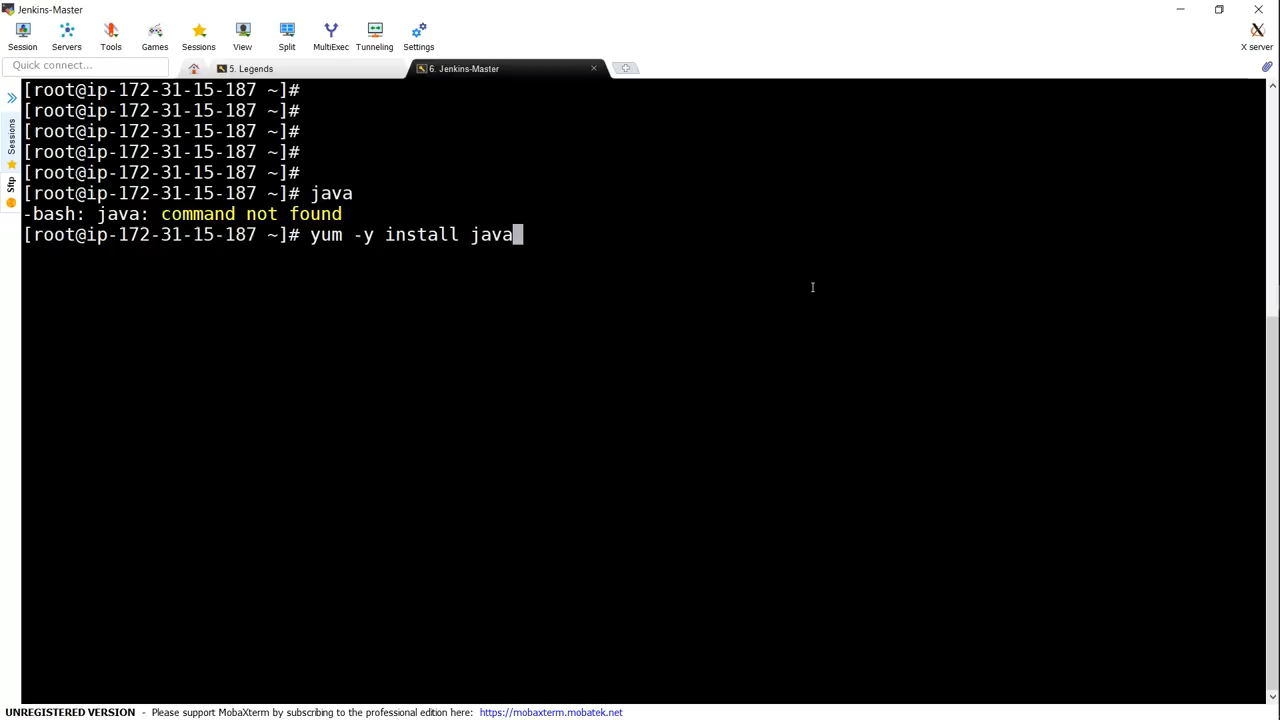 Jenkins-Master
Session Servers Tools Games Sessions View Split MultiExec Tunneling Settings X server
Quick connect...
5. Legends
6. Jenkins-Master
Sessions
Sftp
[root@ip-172-31-15-187 ~]#
[root@ip-172-31-15-187 ~]#
[root@ip-172-31-15-187 ~]#
[root@ip-172-31-15-187 ~]#
[root@ip-172-31-15-187 ~]#
[root@ip-172-31-15-187 ~]# java
-bash: java: command not found
[root@ip-172-31-15-187 ~]# yum -y install java
UNREGISTERED VERSION - Please support MobaXterm by subscribing to the professional edition here: https://mobaxterm.mobatek.net